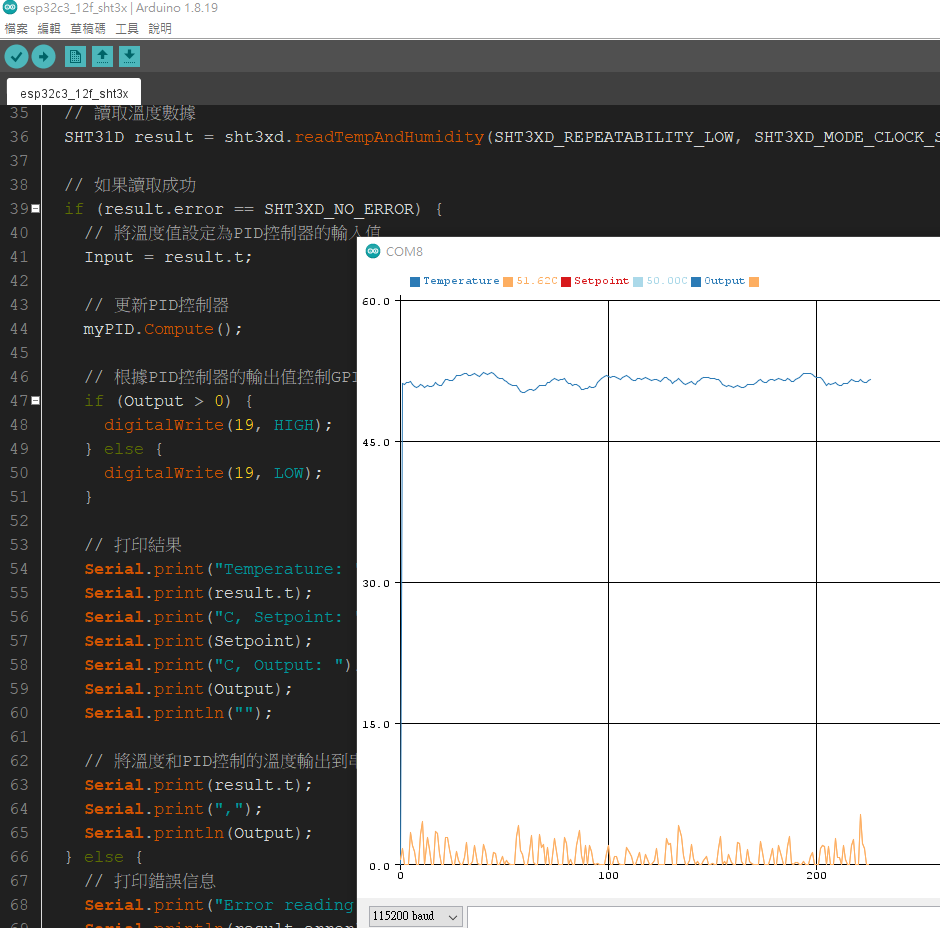 esp32c3_12f_sht3x | Arduino 1.8.19
檔案 編輯 草稿碼 工具 說明
esp32c3_12f_sht3x
35 // 讀取溫度數據
36 SHT31D result = sht3xd.readTempAndHumidity(SHT3XD_REPEATABILITY_LOW, SHT3XD_MODE_CLOCK_S
37
38 // 如果讀取成功
39 if (result.error == SHT3XD_NO_ERROR) {
40 // 將溫度值設定為PID控制器的輸入值
41 Input = result.t;
42
43 // 更新PID控制器
44 myPID.Compute();
45
46 // 根據PID控制器的輸出值控制GPI
47 if (Output > 0) {
48 digitalWrite(19, HIGH);
49 } else {
50 digitalWrite(19, LOW);
51 }
52
53 // 打印結果
54 Serial.print("Temperature: "
55 Serial.print(result.t);
56 Serial.print("C, Setpoint: "
57 Serial.print(Setpoint);
58 Serial.print("C, Output: ")
59 Serial.print(Output);
60 Serial.println("");
61
62 // 將溫度和PID控制的溫度輸出到串
63 Serial.print(result.t);
64 Serial.print(",");
65 Serial.println(Output);
66 } else {
67 // 打印錯誤信息
68 Serial.print("Error reading
69 Serial.println(result.error
COM8
Temperature 51.62C Setpoint 50.00C Output
60.0
45.0
30.0
15.0
0.0
0 100 200
115200 baud